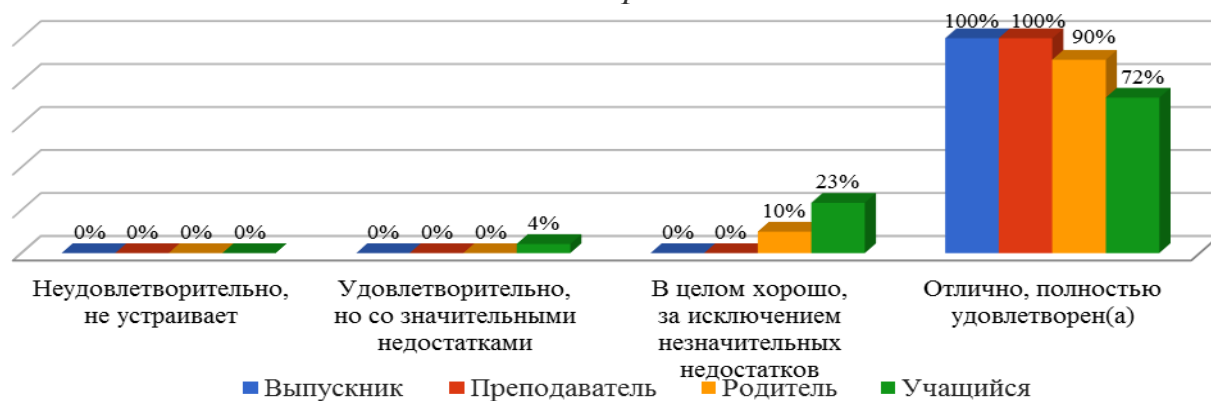 100% 100% 90% 72%
0% 0% 0% 0% 0% 0% 0% 4% 0% 0% 10% 23%
Неудовлетворительно,
не устраивает
Удовлетворительно,
но со значительными
недостатками
В целом хорошо,
за исключением
незначительных
недостатков
Отлично, полностью
удовлетворен(а)
Выпускник Преподаватель Родитель Учащийся